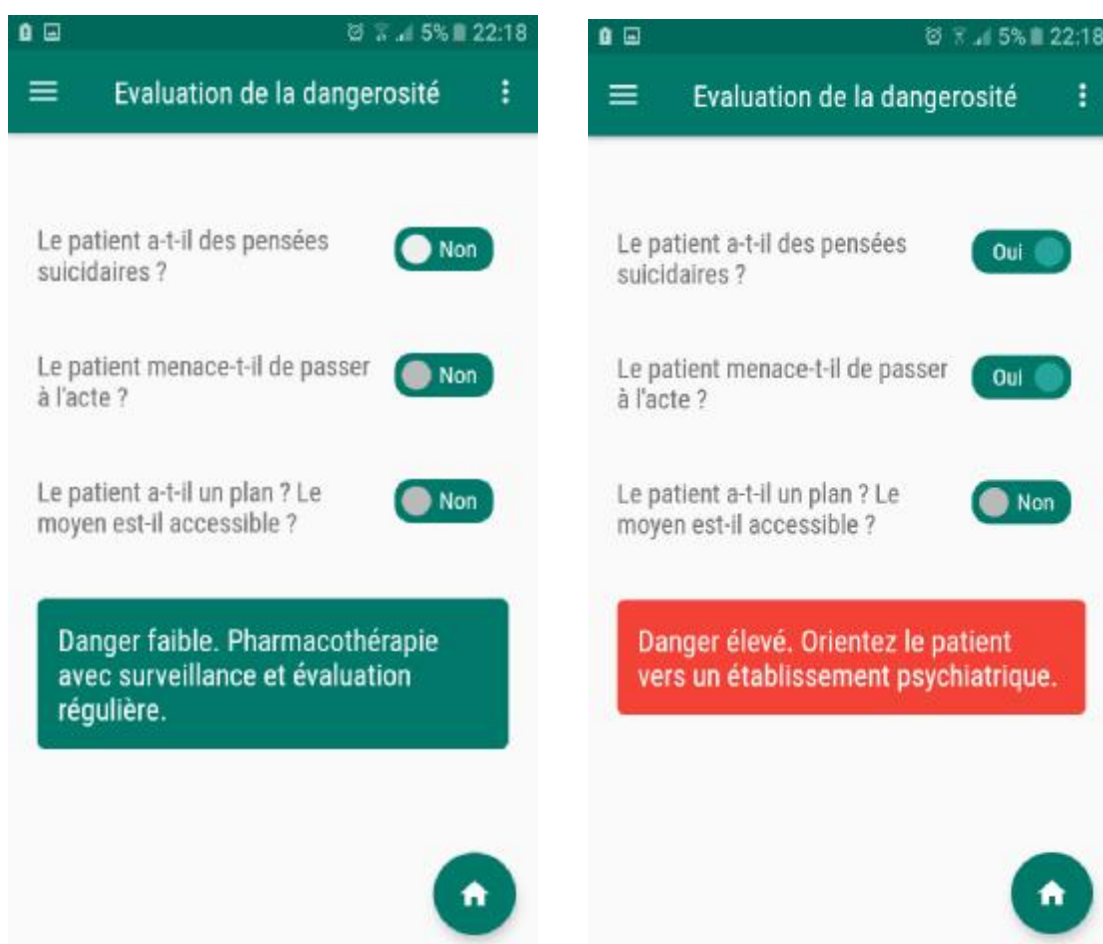 5% 22:18
Evaluation de la dangerosité
Le patient a-t-il des pensées
suicidaires ?
Non
Le patient menace-t-il de passer
à l'acte ?
Non
Le patient a-t-il un plan ? Le
moyen est-il accessible ?
Non
Danger faible. Pharmacothérapie
avec surveillance et évaluation
régulière.
5% 22:18
Evaluation de la dangerosité
Le patient a-t-il des pensées
suicidaires ?
Oui
Le patient menace-t-il de passer
à l'acte ?
Oui
Le patient a-t-il un plan ? Le
moyen est-il accessible ?
Non
Danger élevé. Orientez le patient
vers un établissement psychiatrique.